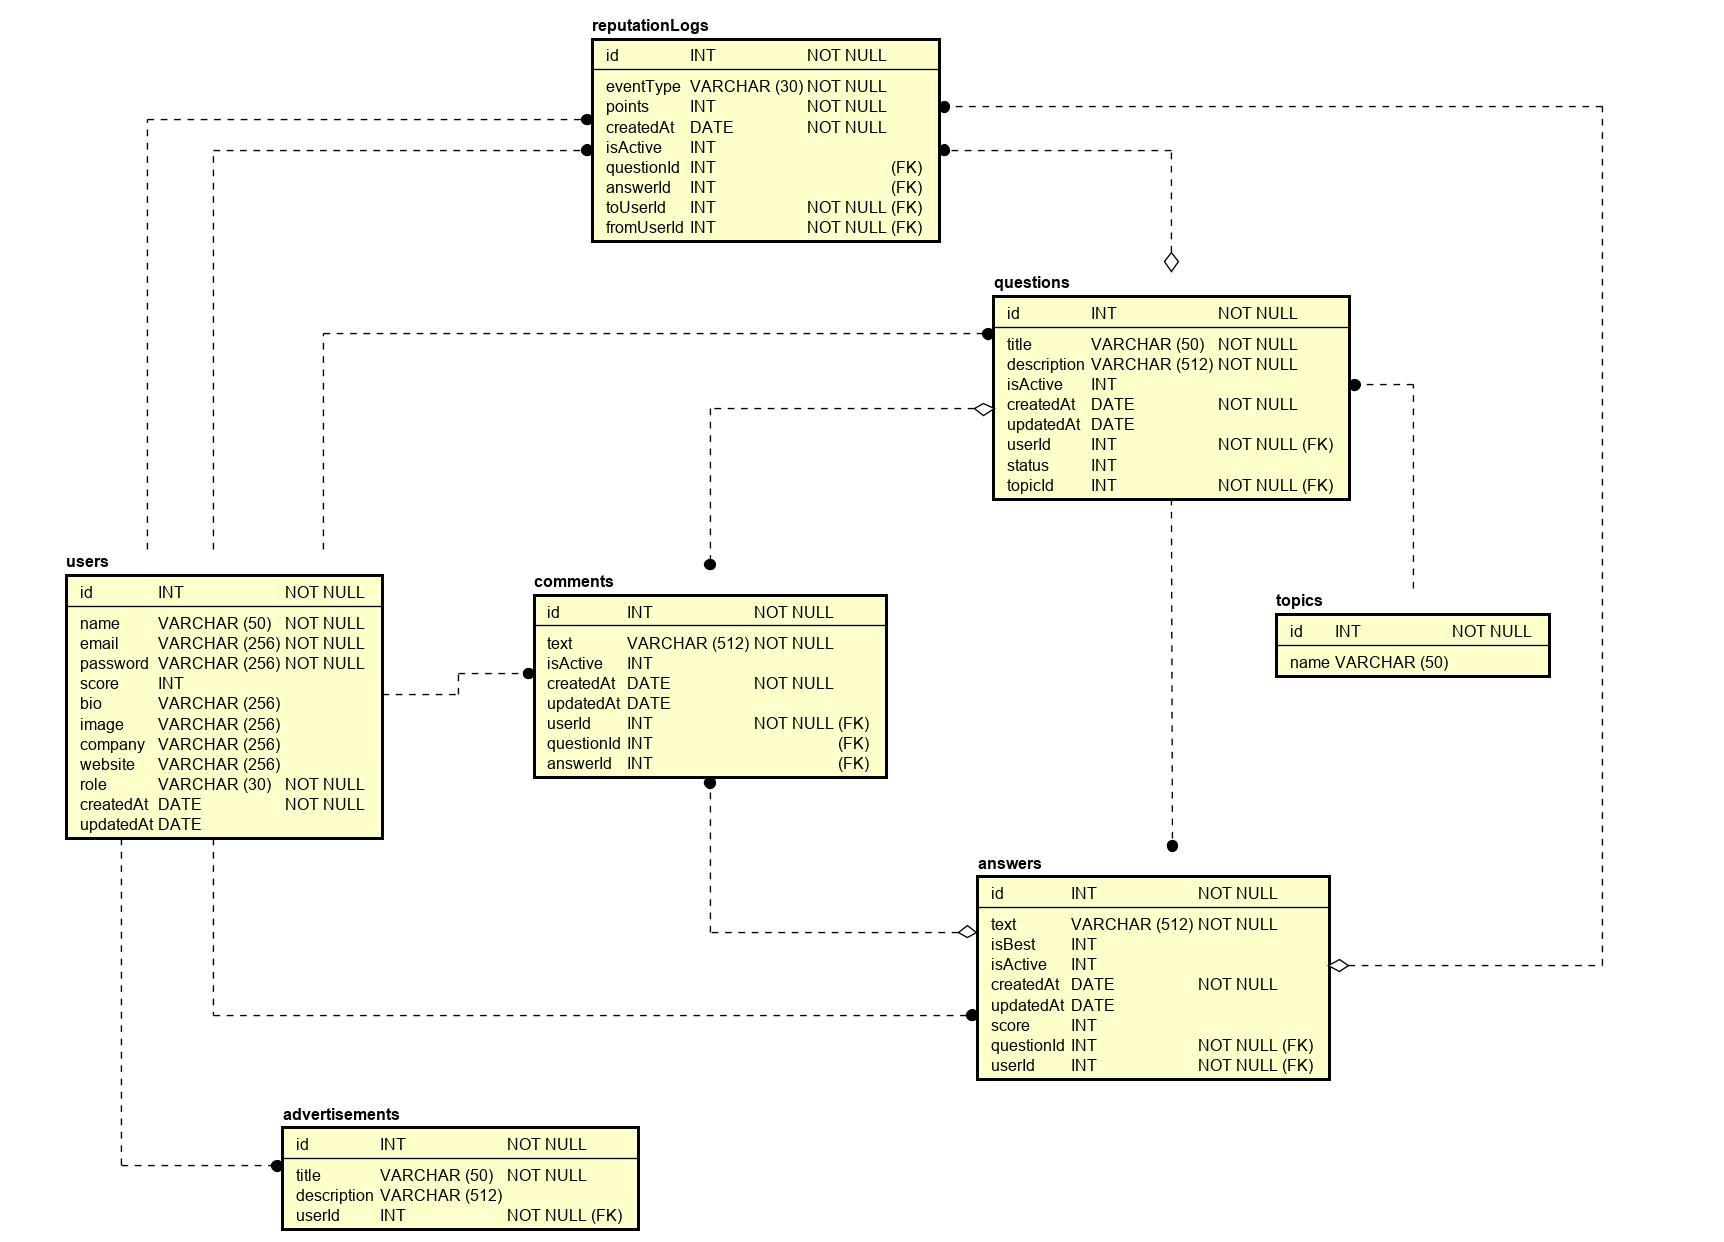 reputationLogs
id INT NOT NULL
eventType VARCHAR (30) NOT NULL
points INT NOT NULL
createdAt DATE NOT NULL
isActive INT
questionId INT (FK)
answerId INT (FK)
toUserId INT NOT NULL (FK)
fromUserId INT NOT NULL (FK)
questions
id INT NOT NULL
title VARCHAR (50) NOT NULL
description VARCHAR (512) NOT NULL
isActive INT
createdAt DATE NOT NULL
updatedAt DATE
userId INT NOT NULL (FK)
status INT
topicId INT NOT NULL (FK)
users
id INT NOT NULL
name VARCHAR (50) NOT NULL
email VARCHAR (256) NOT NULL
password VARCHAR (256) NOT NULL
score INT
bio VARCHAR (256)
image VARCHAR (256)
company VARCHAR (256)
website VARCHAR (256)
role VARCHAR (30) NOT NULL
createdAt DATE NOT NULL
updatedAt DATE
comments
id INT NOT NULL
text VARCHAR (512) NOT NULL
isActive INT
createdAt DATE NOT NULL
updatedAt DATE
userId INT NOT NULL (FK)
questionId INT (FK)
answerId INT (FK)
topics
id INT NOT NULL
name VARCHAR (50)
answers
id INT NOT NULL
text VARCHAR (512) NOT NULL
isBest INT
isActive INT
createdAt DATE NOT NULL
updatedAt DATE
score INT
questionId INT NOT NULL (FK)
userId INT NOT NULL (FK)
advertisements
id INT NOT NULL
title VARCHAR (50) NOT NULL
description VARCHAR (512)
userId INT NOT NULL (FK)